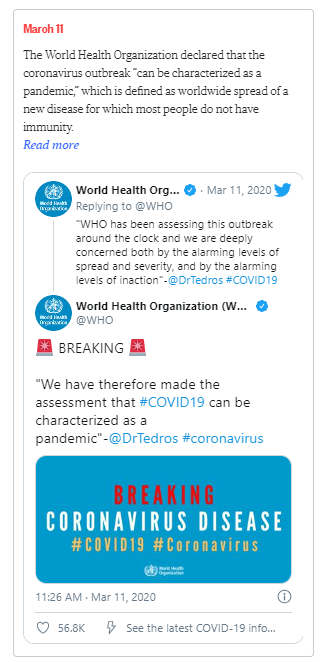 March 11
The World Health Organization declared that the
coronavirus outbreak "can be characterized as a
pandemic," which is defined as worldwide spread of a
new disease for which most people do not have
immunity.
Read more
World Health Org... · Mar 11, 2020
Replying to @WHO
"WHO has been assessing this outbreak
around the clock and we are deeply
concerned both by the alarming levels of
spread and severity, and by the alarming
levels of inaction"-@DrTedros #COVID19
World Health
Organization
World Health Organization (W...
@WHO
World Health
Organization
🚨 BREAKING 🚨
"We have therefore made the
assessment that #COVID19 can be
characterized as a
pandemic"-@DrTedros #coronavirus
BREAKING
CORONAVIRUS DISEASE
#COVID19 #Coronavirus
World Health
Organization
11:26 AM · Mar 11, 2020
56.8K See the latest COVID-19 info...